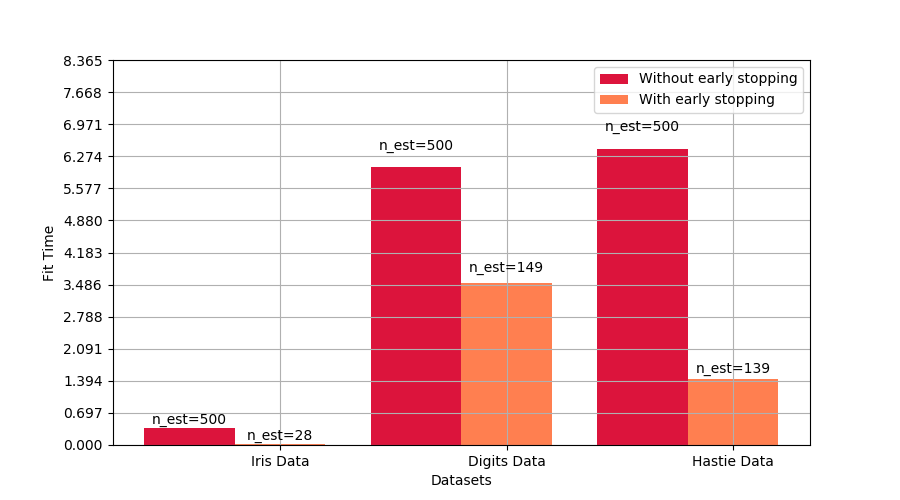 8.365
7.668
6.971
6.274
5.577
4.880
4.183
3.486
2.788
2.091
1.394
0.697
0.000
Fit Time
Without early stopping
With early stopping
n_est=500
n_est=500
n_est=149
n_est=139
n_est=500
n_est=28
Iris Data
Digits Data
Hastie Data
Datasets